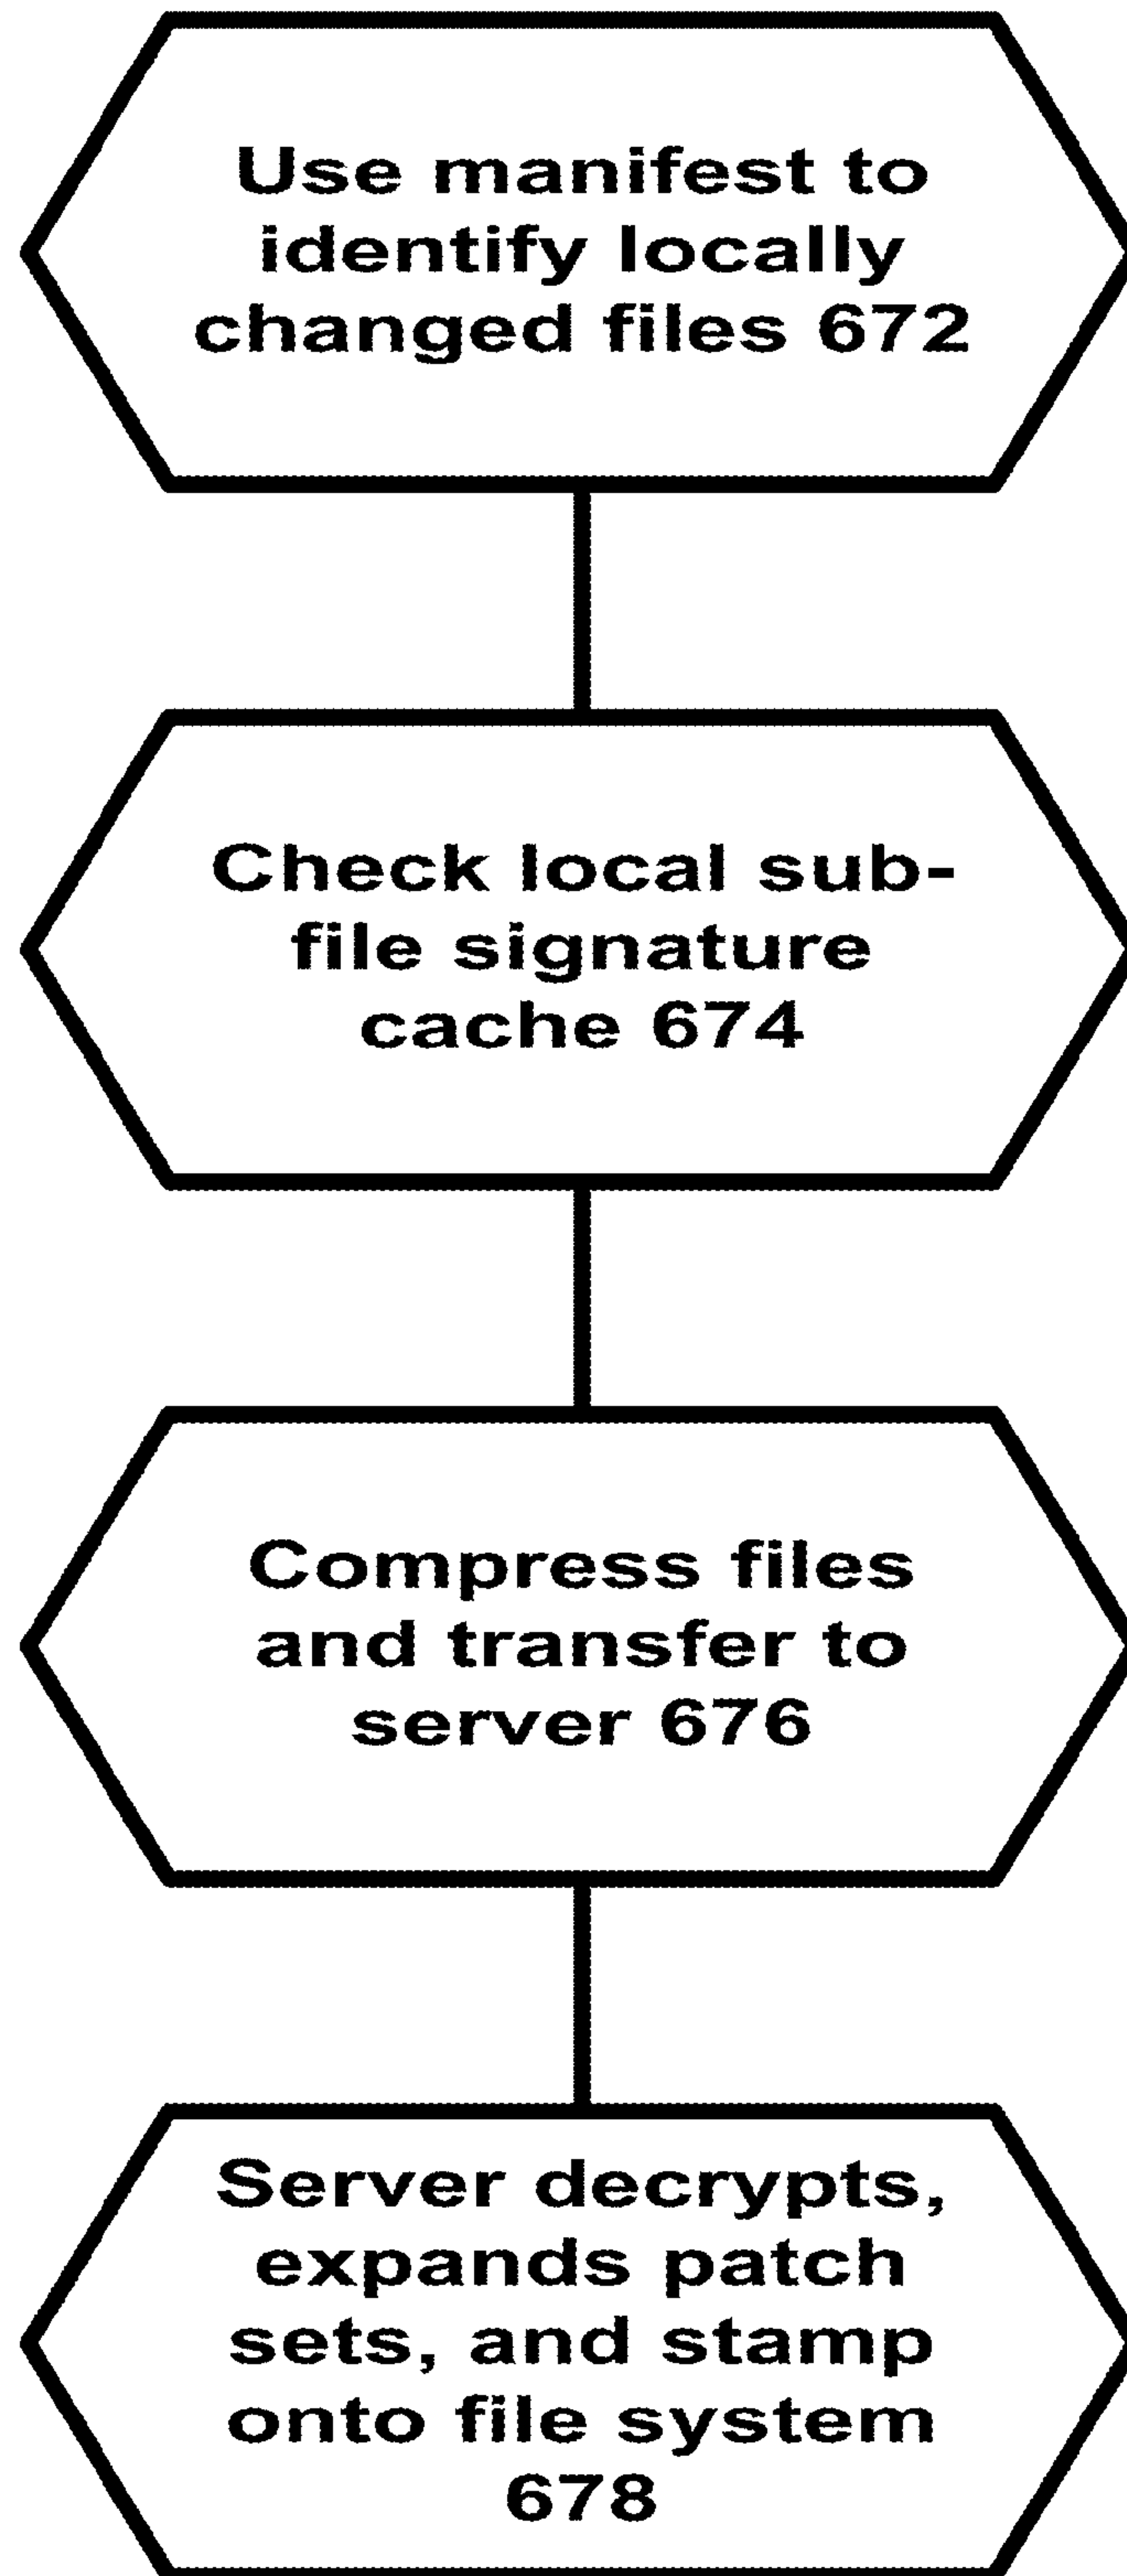 Use manifest to
identify locally
changed files 672
Check local sub-
file signature
cache 674
Compress files
and transfer to
server 676
Server decrypts,
expands patch
sets, and stamp
onto file system
678